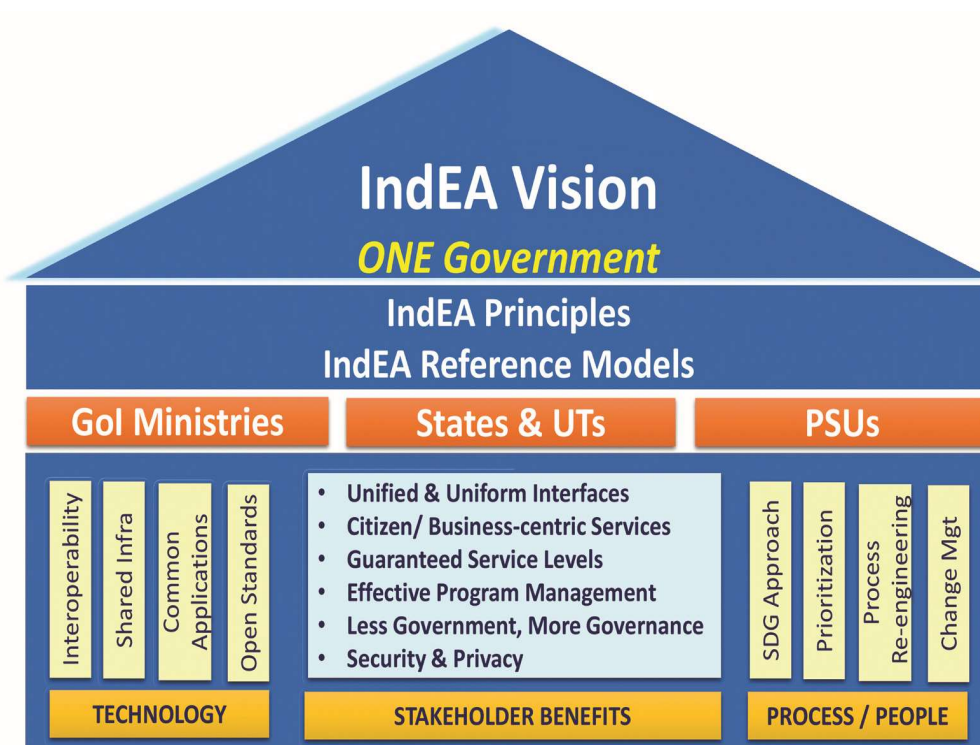 IndEA Vision
ONE Government
IndEA Principles
IndEA Reference Models
GoI Ministries
States & UTs
PSUs
Interoperability
Shared Infra
Common
Applications
Open Standards
• Unified & Uniform Interfaces
• Citizen/ Business-centric Services
• Guaranteed Service Levels
• Effective Program Management
• Less Government, More Governance
• Security & Privacy
SDG Approach
Prioritization
Process
Re-engineering
Change Mgt
TECHNOLOGY
STAKEHOLDER BENEFITS
PROCESS / PEOPLE